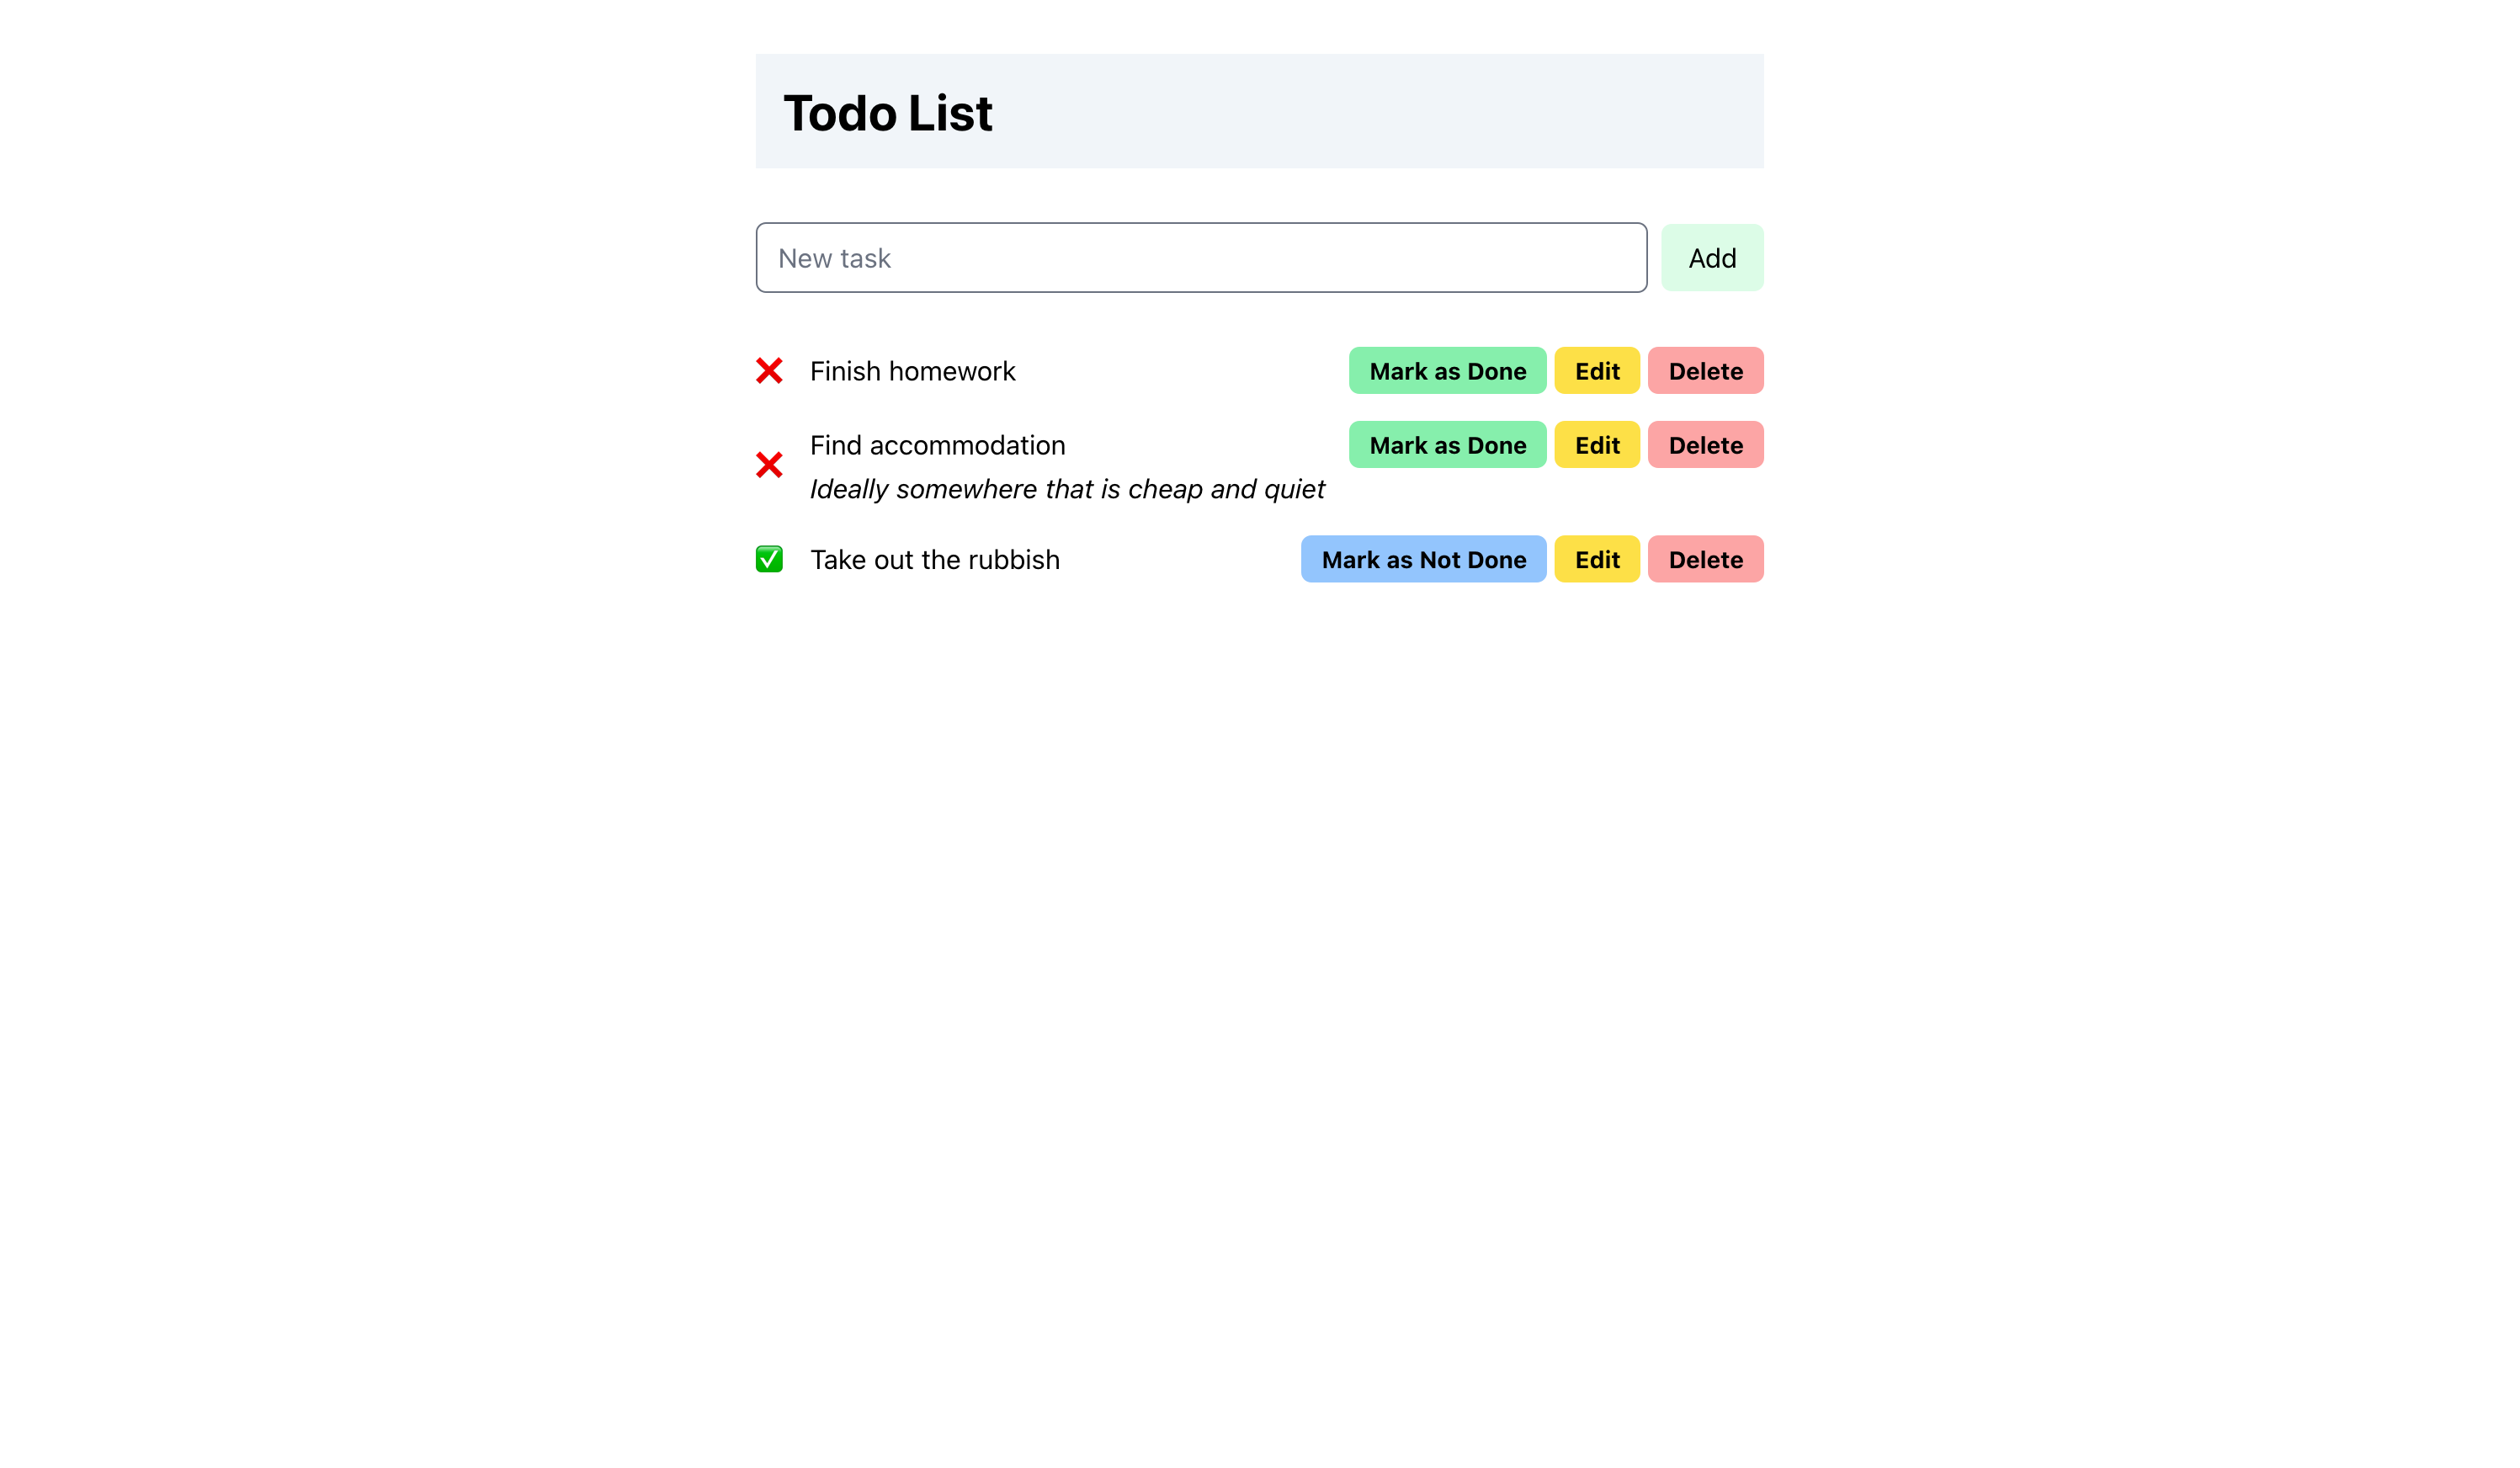 Todo List
New task Add
Finish homework Mark as Done Edit Delete
Find accommodation Mark as Done Edit Delete
Ideally somewhere that is cheap and quiet
Take out the rubbish Mark as Not Done Edit Delete